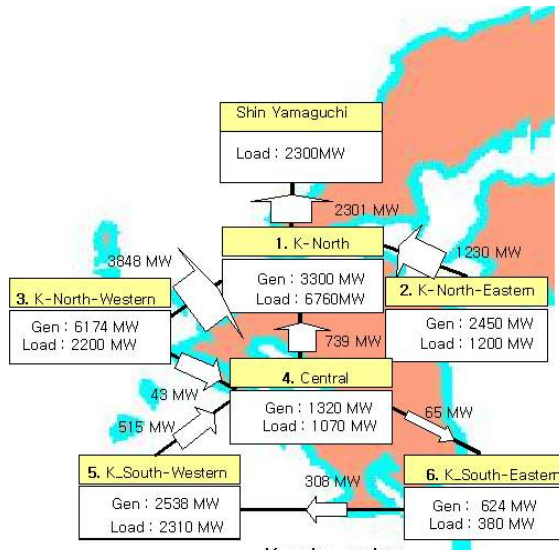 Shin Yamaguchi
Load : 2300MW
2301 MW
1. K-North
Gen : 3300 MW
Load : 6760MW
1230 MW
3848 MW
2. K-North-Eastern
Gen : 2450 MW
Load : 1200 MW
3. K-North-Western
Gen : 6174 MW
Load : 2200 MW
739 MW
4. Central
Gen : 1320 MW
Load : 1070 MW
43 MW
515 MW
65 MW
5. K_South-Western
Gen : 2538 MW
Load : 2310 MW
308 MW
6. K_South-Eastern
Gen : 624 MW
Load : 380 MW